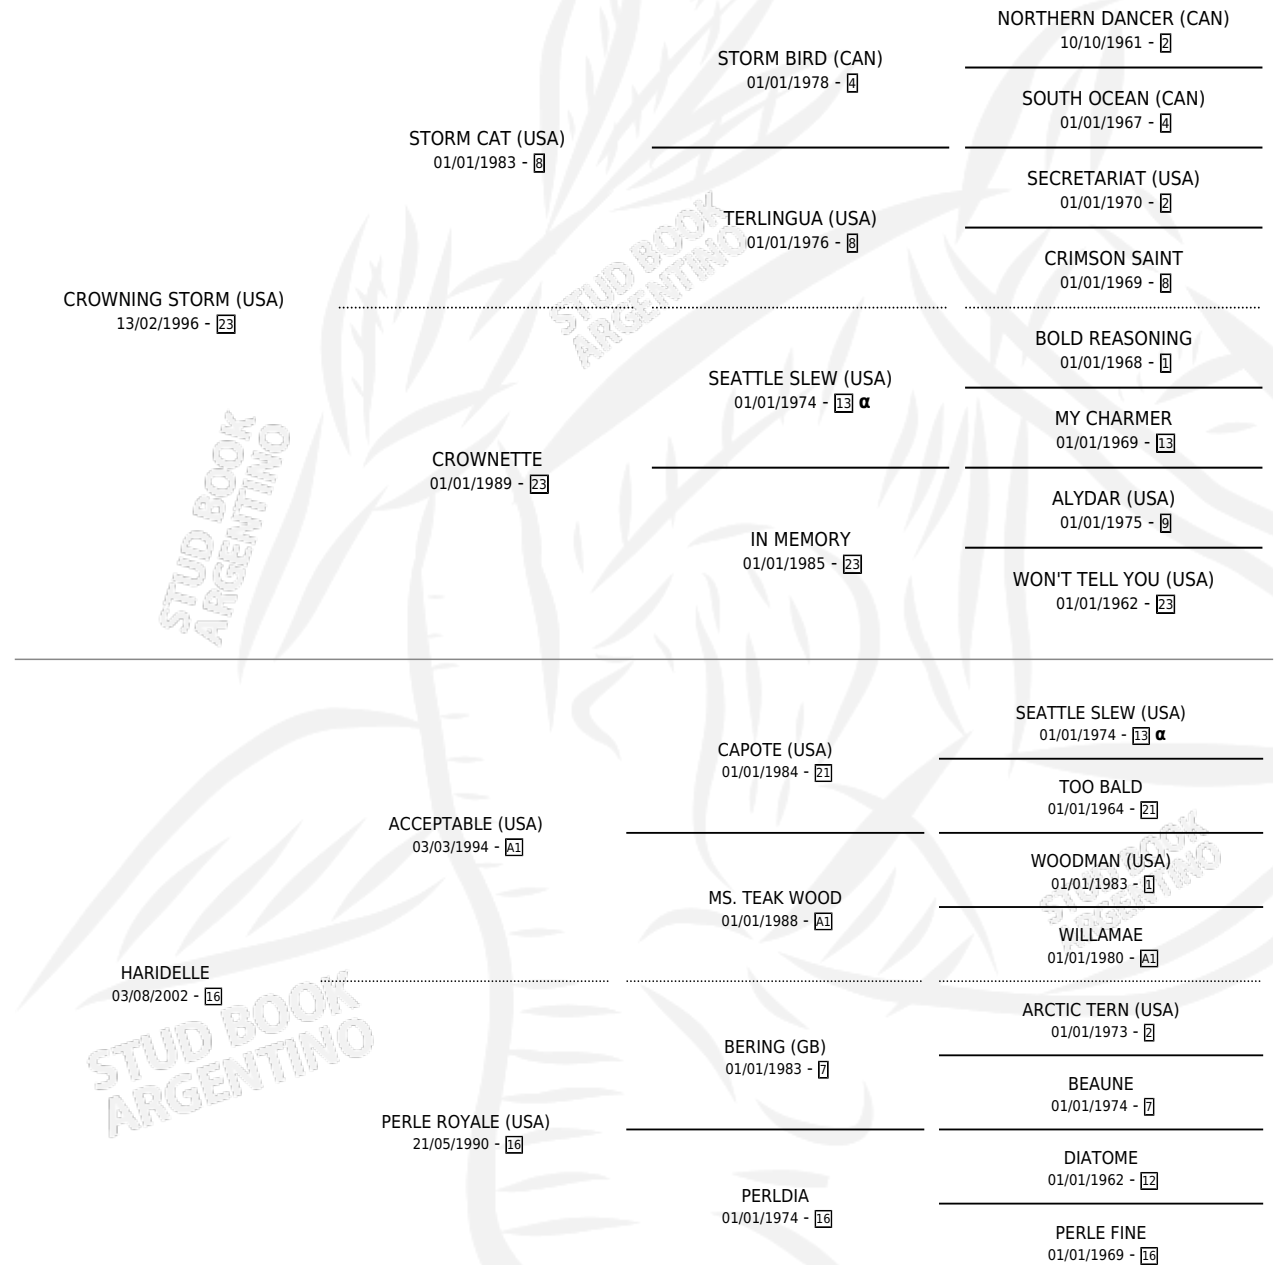 NORTHERN DANCER (CAN)
10/10/1961 - 2
STORM BIRD (CAN)
01/01/1978 - 4
SOUTH OCEAN (CAN)
01/01/1967 - 4
STORM CAT (USA)
01/01/1983 - 8
SECRETARIAT (USA)
01/01/1970 - 2
TERLINGUA (USA)
01/01/1976 - 8
CRIMSON SAINT
01/01/1969 - 8
CROWNING STORM (USA)
13/02/1996 - 23
BOLD REASONING
01/01/1968 - 1
SEATTLE SLEW (USA)
01/01/1974 - 13 α
MY CHARMER
01/01/1969 - 13
CROWNETTE
01/01/1989 - 23
ALYDAR (USA)
01/01/1975 - 9
IN MEMORY
01/01/1985 - 23
WON'T TELL YOU (USA)
01/01/1962 - 23
SEATTLE SLEW (USA)
01/01/1974 - 13 α
CAPOTE (USA)
01/01/1984 - 21
TOO BALD
01/01/1964 - 21
ACCEPTABLE (USA)
03/03/1994 - A1
WOODMAN (USA)
01/01/1983 - 1
MS. TEAK WOOD
01/01/1988 - A1
WILLAMAE
01/01/1980 - A1
HARIDELLE
03/08/2002 - 16
ARCTIC TERN (USA)
01/01/1973 - 2
BERING (GB)
01/01/1983 - 7
BEAUNE
01/01/1974 - 7
PERLE ROYALE (USA)
21/05/1990 - 16
DIATOME
01/01/1962 - 12
PERLDIA
01/01/1974 - 16
PERLE FINE
01/01/1969 - 16
STUD BOOK
ARGENTINO
STUD BOOK
ARGENTINO
STUD BOOK
ARGENTINO
STUD BOOK
ARGENTINO